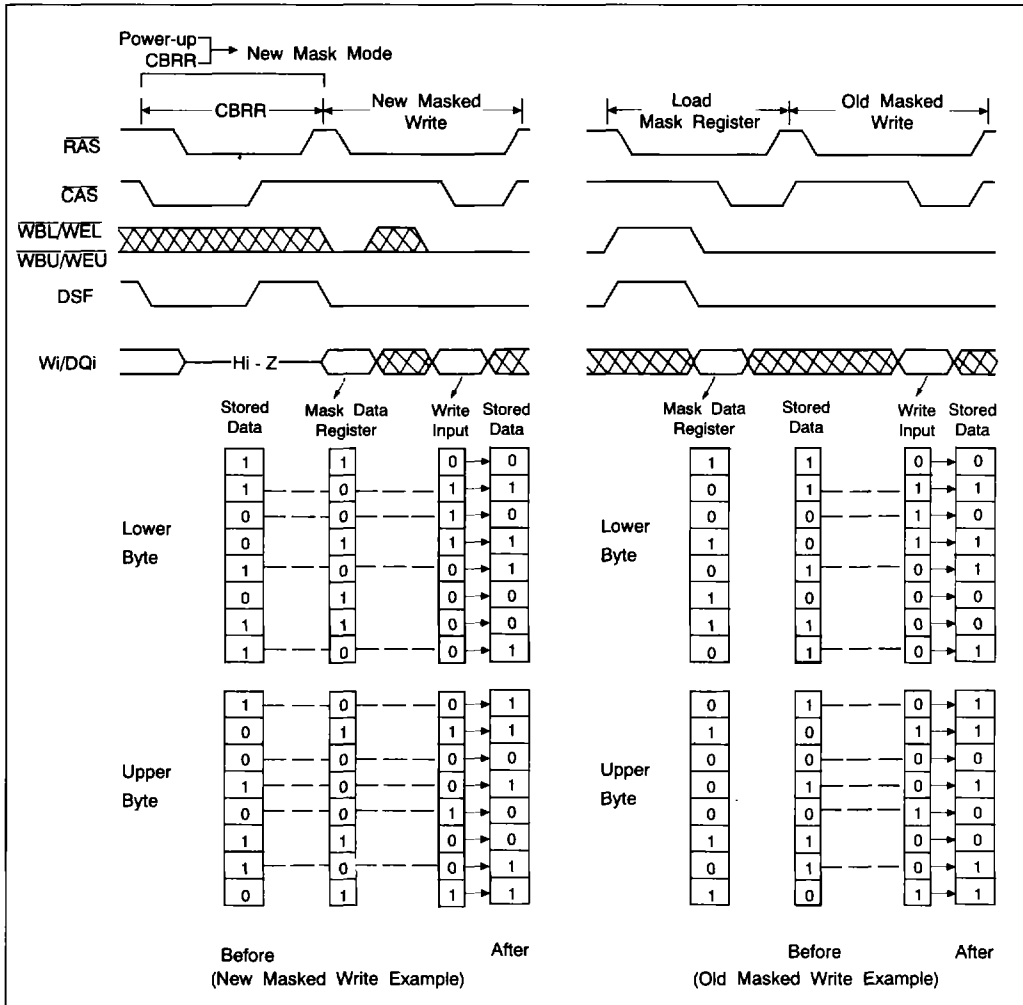 Power-up
CBRR
New Mask Mode
CBRR
New Masked
Write
Load
Mask Register
Old Masked
Write
RAS
CAS
WBL/WEL
WBU/WEU
DSF
Wi/DQi
Hi - Z
Stored
Data
Mask Data
Register
Write
Input
Stored
Data
Mask Data
Register
Stored
Data
Write
Input
Stored
Data
Lower
Byte
1 1 0 0
1 0 1 1
0 0 1 0
0 1 1 1
1 0 0 1
0 1 0 0
1 1 0 0
1 0 0 1
Lower
Byte
1 1 0 0
0 1 1 1
0 0 1 0
1 0 1 1
0 1 0 1
1 0 0 0
1 1 0 0
0 1 0 1
Upper
Byte
1 0 0 1
0 1 1 1
0 0 0 0
1 0 0 1
0 0 1 0
1 1 0 0
1 0 0 1
0 1 1 1
Upper
Byte
0 1 0 1
1 0 1 1
0 0 0 0
0 1 0 1
0 0 1 0
1 1 0 0
0 1 0 1
1 0 1 1
Before
After
(New Masked Write Example)
Before
After
(Old Masked Write Example)